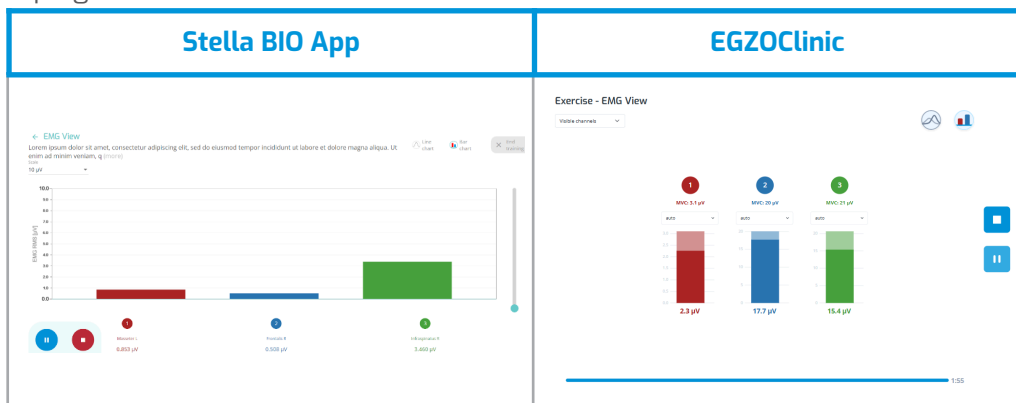 Stella BIO App
EGZOClinic
← EMG View
Lorem ipsum dolor sit amet, consectetur adipiscing elit, sed do eiusmod tempor incididunt ut labore et dolore magna aliqua. Ut
enim ad minim veniam, q (more)
10 µV
Line chart
Bar chart
End training
EMG RMS [µV]
10.0
9.0
8.0
7.0
6.0
5.0
4.0
3.0
2.0
1.0
0.0
1
2
3
Masseter L
0.853 µV
0.508 µV
3.460 µV
Exercise - EMG View
Visible channels
1
2
3
MVC: 3.1 µV
MVC: 20 µV
MVC: 21 µV
auto
auto
auto
2.3 µV
17.7 µV
15.4 µV
1:55